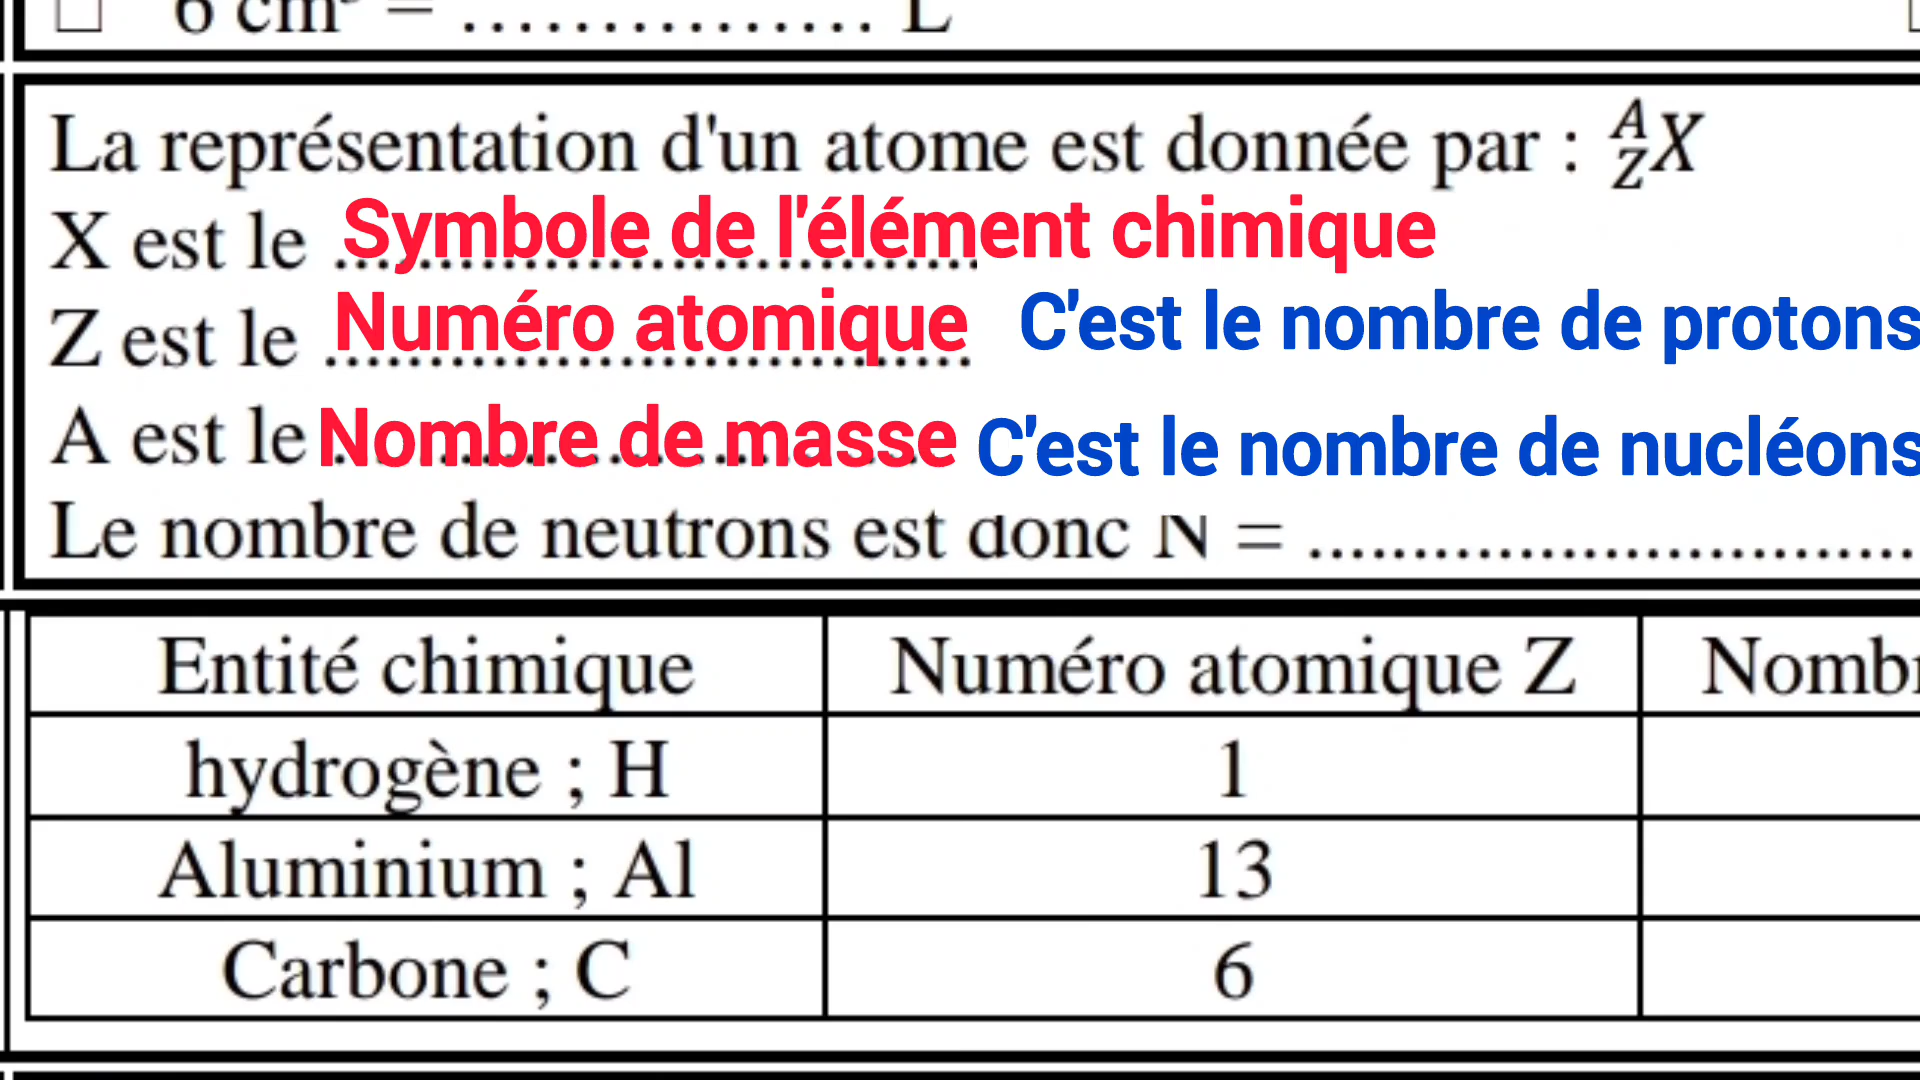 6 cm³ = ............... L
La représentation d'un atome est donnée par : ᴬ_Z X
X est le Symbole de l'élément chimique
Z est le Numéro atomique C'est le nombre de protons
A est le Nombre de masse C'est le nombre de nucléons
Le nombre de neutrons est donc N = ..............................
Entité chimique Numéro atomique Z
hydrogène ; H 1
Aluminium ; Al 13
Carbone ; C 6